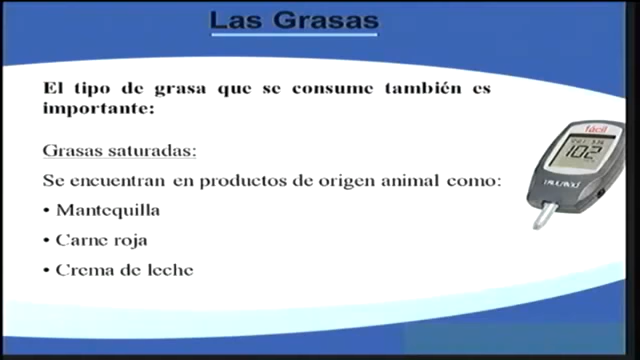 Las Grasas
El tipo de grasa que se consume también es
importante:
Grasas saturadas:
Se encuentran en productos de origen animal como:
• Mantequilla
• Carne roja
• Crema de leche
fácil
102